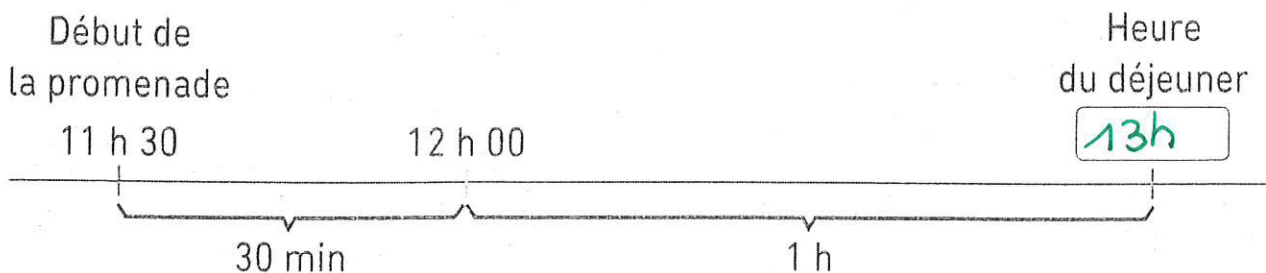 Début de
la promenade
11 h 30
12 h 00
Heure
du déjeuner
13h
30 min
1 h